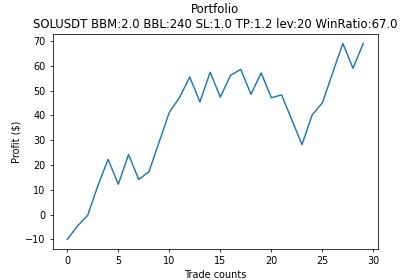 Portfolio
SOLUSDT BBM:2.0 BBL:240 SL:1.0 TP:1.2 lev:20 WinRatio:67.0
70
60
50
40
30
20
10
0
−10
Profit ($)
0 5 10 15 20 25 30
Trade counts